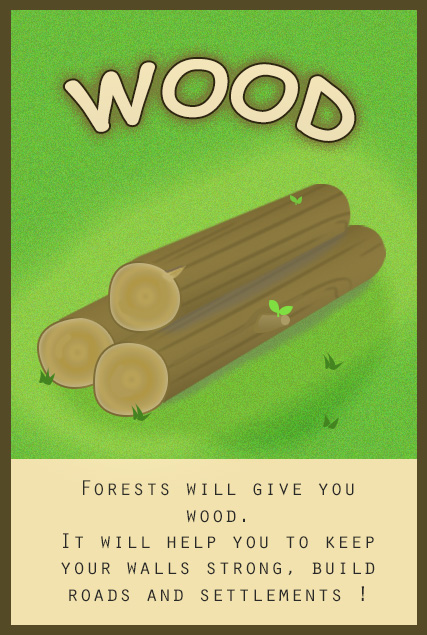 WOOD
Forests will give you
wood.
It will help you to keep
your walls strong, build
roads and settlements !